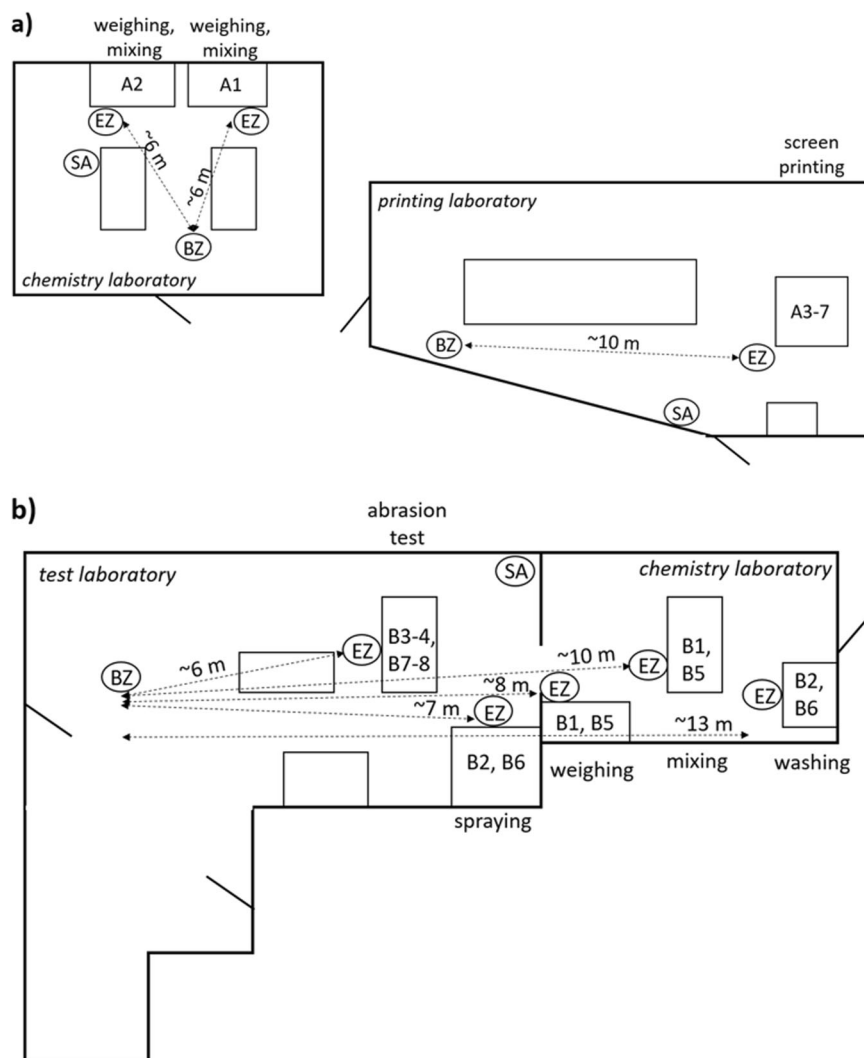 a)
weighing,
mixing
weighing,
mixing
A2
A1
EZ
EZ
~6 m
~6 m
SA
BZ
chemistry laboratory
screen
printing
printing laboratory
A3-7
BZ
~10 m
EZ
SA
b)
abrasion
test
test laboratory
SA
chemistry laboratory
B3-4,
B7-8
EZ
B1,
B5
EZ
~10 m
~6 m
BZ
~8 m
EZ
EZ
B2,
B6
~7 m
EZ
B1, B5
~13 m
B2, B6
weighing
mixing
washing
spraying